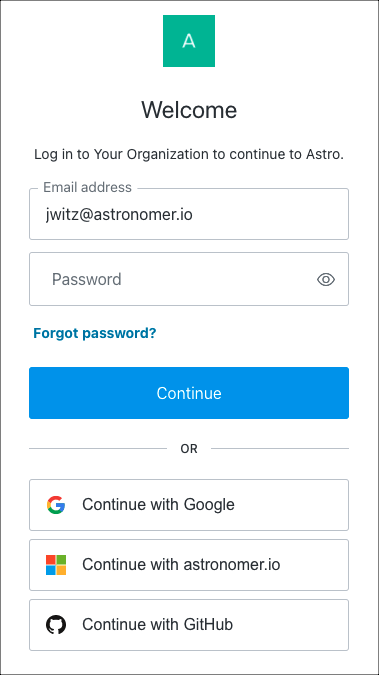 A
Welcome
Log in to Your Organization to continue to Astro.
Email address
jwitz@astronomer.io
Password
Forgot password?
Continue
OR
Continue with Google
Continue with astronomer.io
Continue with GitHub